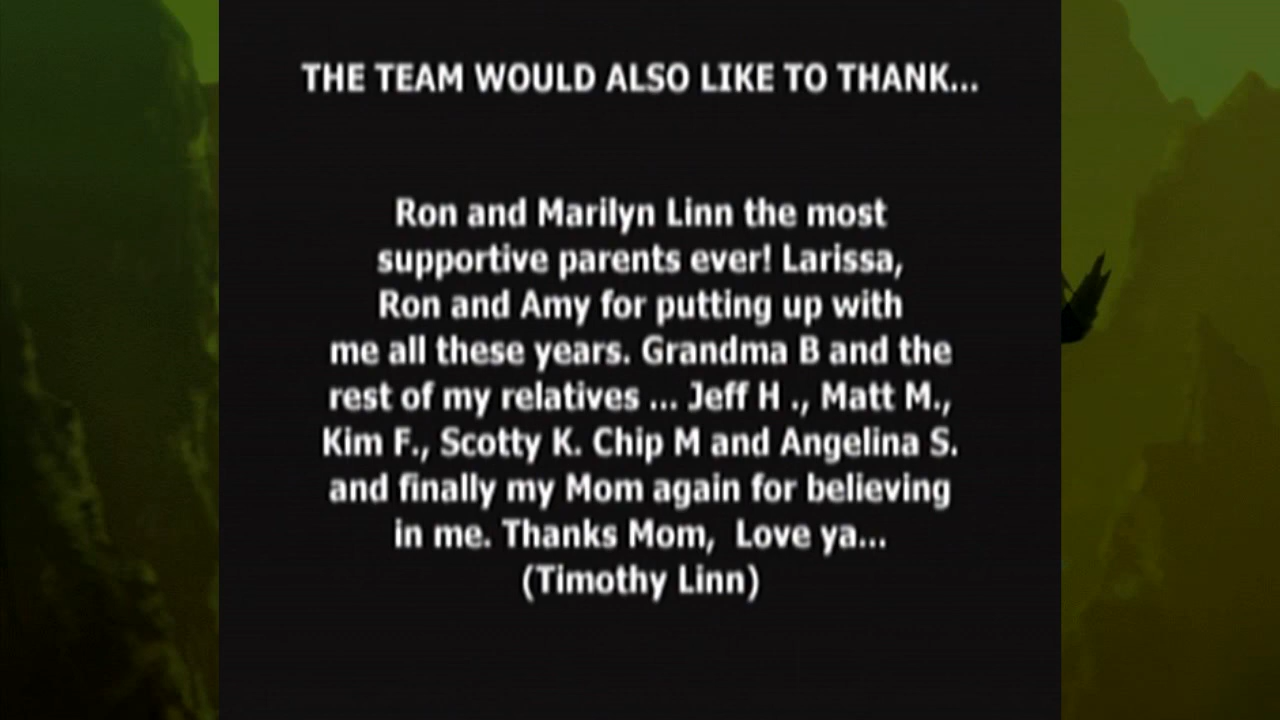 THE TEAM WOULD ALSO LIKE TO THANK...
Ron and Marilyn Linn the most
supportive parents ever! Larissa,
Ron and Amy for putting up with
me all these years. Grandma B and the
rest of my relatives ... Jeff H ., Matt M.,
Kim F., Scotty K. Chip M and Angelina S.
and finally my Mom again for believing
in me. Thanks Mom,  Love ya...
(Timothy Linn)